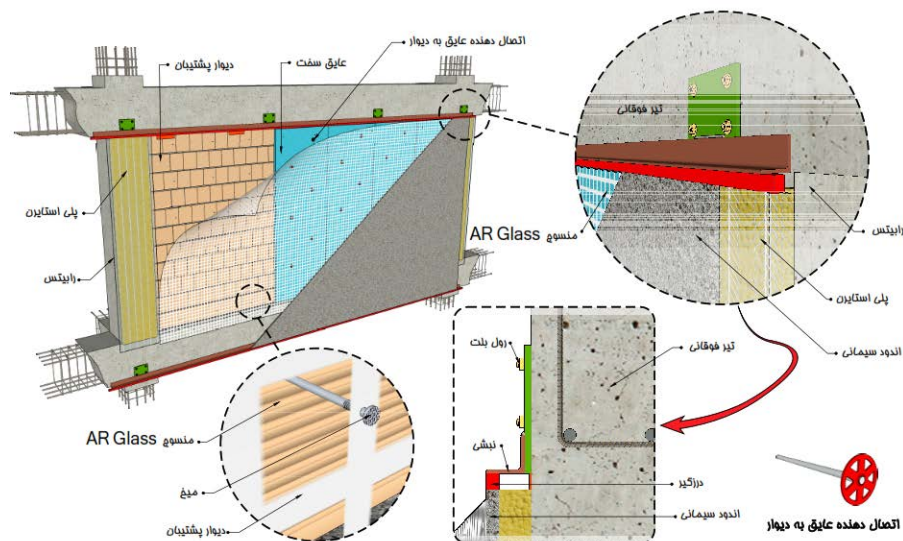 اتصال دهنده عایق به دیوار
عایق سخت
دیوار پشتیبان
پلی استایرن
رابیتس
تیر فوقانی
منسوج AR Glass
رابیتس
پلی استایرن
اندود سیمانی
رول بلت
تیر فوقانی
نبشی
درزگیر
اندود سیمانی
منسوج AR Glass
میخ
دیوار پشتیبان
اتصال دهنده عایق به دیوار